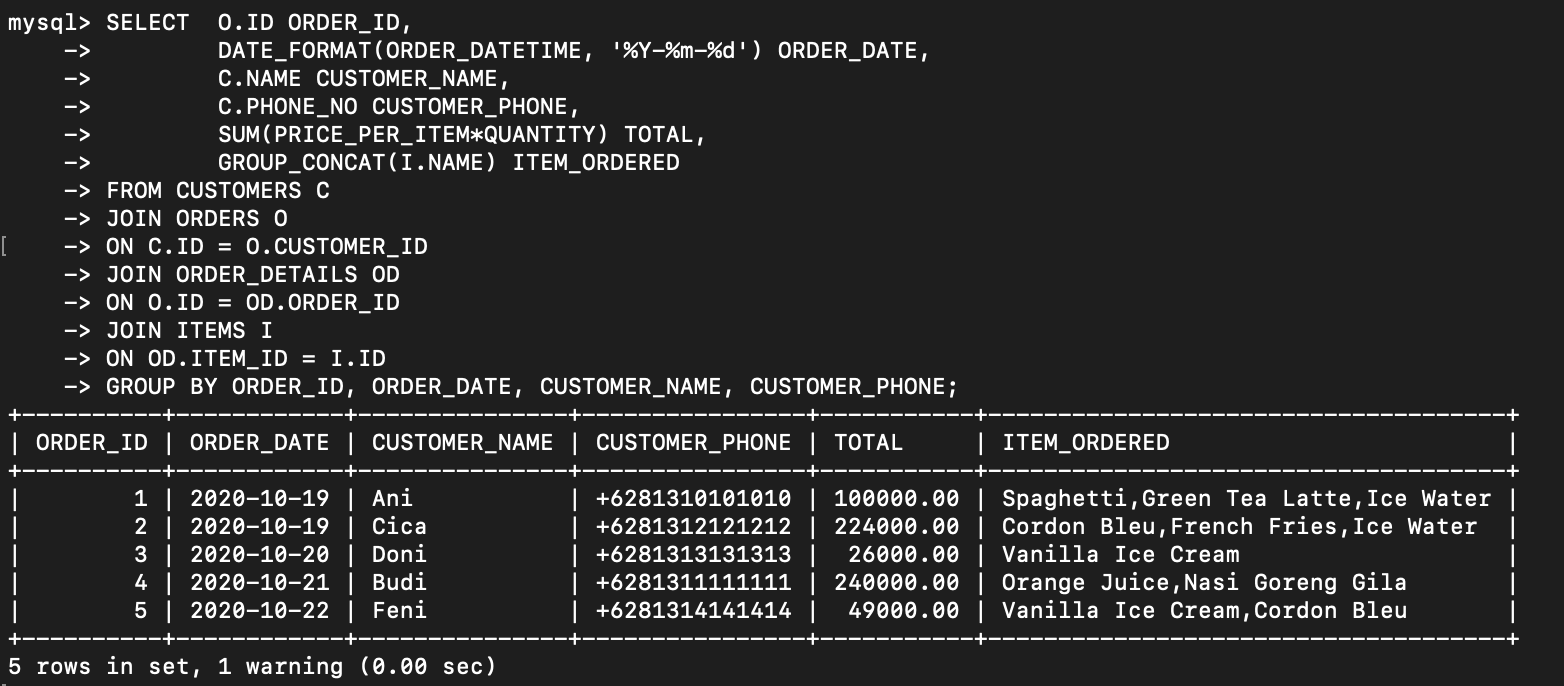 mysql> SELECT  O.ID ORDER_ID,
    ->         DATE_FORMAT(ORDER_DATETIME, '%Y-%m-%d') ORDER_DATE,
    ->         C.NAME CUSTOMER_NAME,
    ->         C.PHONE_NO CUSTOMER_PHONE,
    ->         SUM(PRICE_PER_ITEM*QUANTITY) TOTAL,
    ->         GROUP_CONCAT(I.NAME) ITEM_ORDERED
    -> FROM CUSTOMERS C
    -> JOIN ORDERS O
[    -> ON C.ID = O.CUSTOMER_ID
    -> JOIN ORDER_DETAILS OD
    -> ON O.ID = OD.ORDER_ID
    -> JOIN ITEMS I
    -> ON OD.ITEM_ID = I.ID
    -> GROUP BY ORDER_ID, ORDER_DATE, CUSTOMER_NAME, CUSTOMER_PHONE;
+----------+------------+---------------+----------------+-----------+-------------------------------------+
| ORDER_ID | ORDER_DATE | CUSTOMER_NAME | CUSTOMER_PHONE | TOTAL     | ITEM_ORDERED                        |
+----------+------------+---------------+----------------+-----------+-------------------------------------+
|        1 | 2020-10-19 | Ani           | +6281310101010 | 100000.00 | Spaghetti,Green Tea Latte,Ice Water |
|        2 | 2020-10-19 | Cica          | +6281312121212 | 224000.00 | Cordon Bleu,French Fries,Ice Water  |
|        3 | 2020-10-20 | Doni          | +6281313131313 |  26000.00 | Vanilla Ice Cream                   |
|        4 | 2020-10-21 | Budi          | +6281311111111 | 240000.00 | Orange Juice,Nasi Goreng Gila       |
|        5 | 2020-10-22 | Feni          | +6281314141414 |  49000.00 | Vanilla Ice Cream,Cordon Bleu       |
+----------+------------+---------------+----------------+-----------+-------------------------------------+
5 rows in set, 1 warning (0.00 sec)